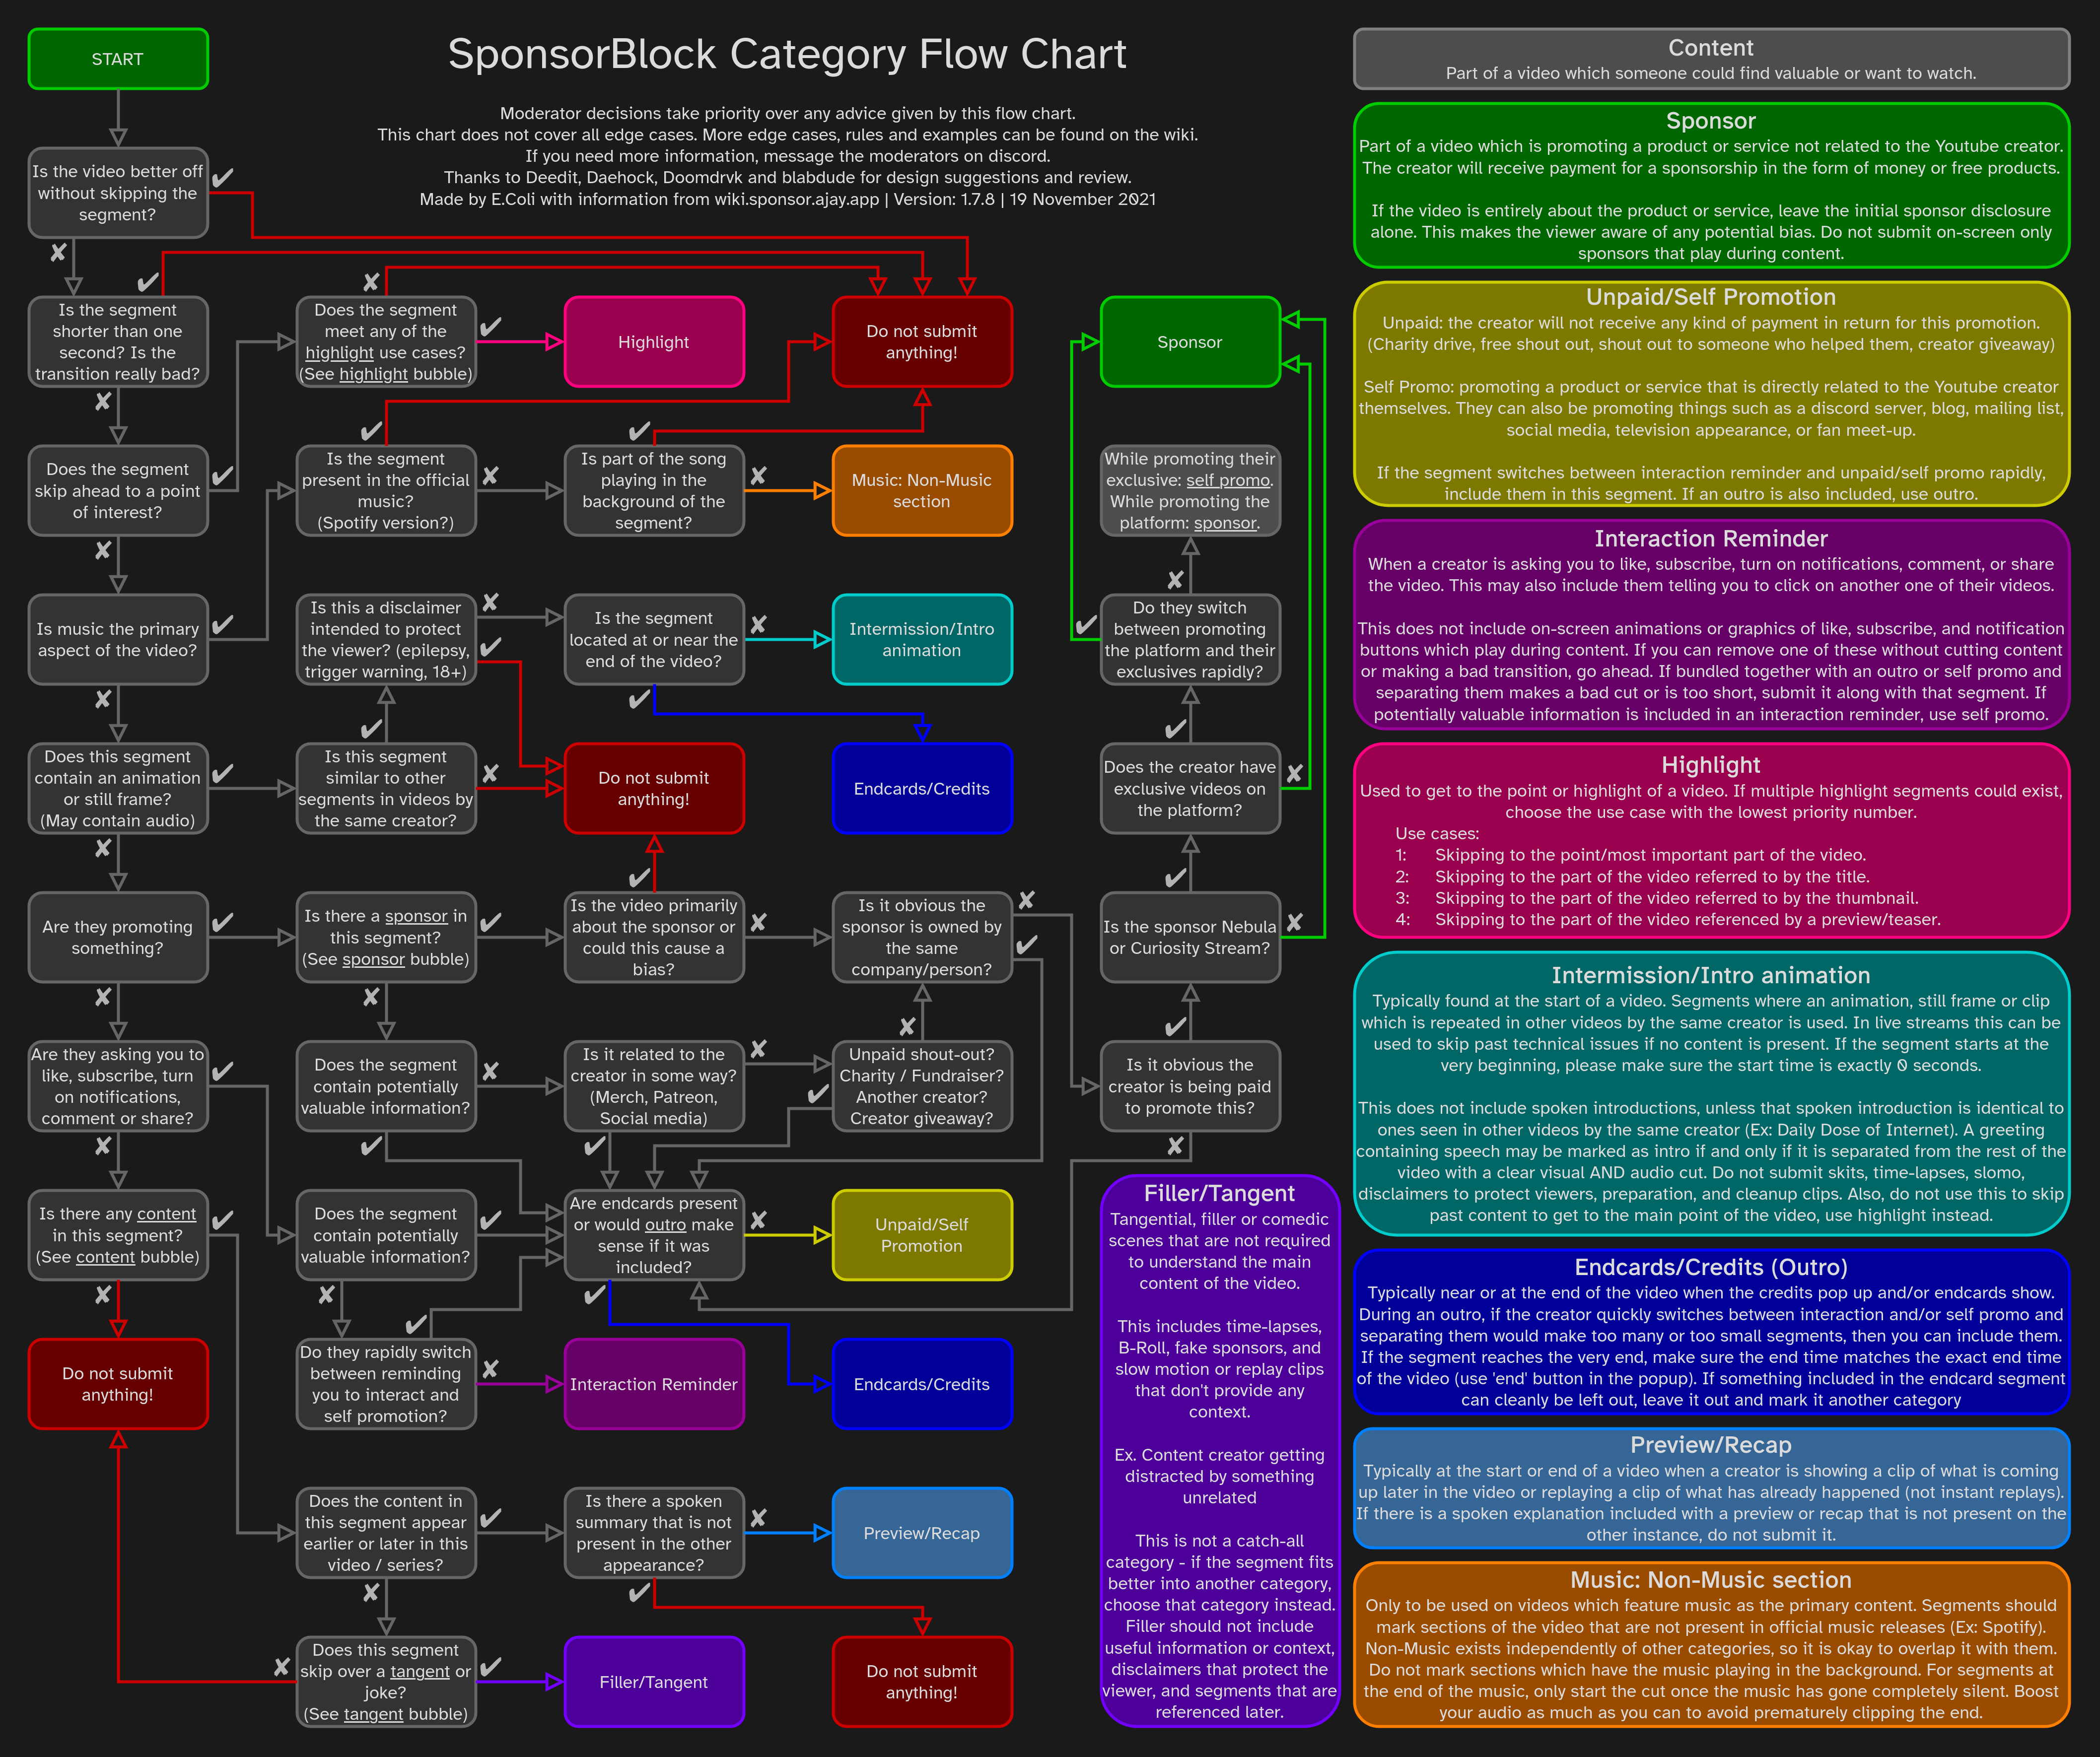 SponsorBlock Category Flow Chart
Moderator decisions take priority over any advice given by this flow chart.
This chart does not cover all edge cases. More edge cases, rules and examples can be found on the wiki.
If you need more information, message the moderators on discord.
Thanks to Deedit, Daehock, Doomdrvk and blabdude for design suggestions and review.
Made by E.Coli with information from wiki.sponsor.ajay.app | Version: 1.7.8 | 19 November 2021
START
Is the video better off
without skipping the
segment?
✔
✘
Is the segment
shorter than one
second? Is the
transition really bad?
✔
✘
Does the segment
meet any of the
highlight use cases?
(See highlight bubble)
✘
✔
Highlight
Do not submit
anything!
Sponsor
Does the segment
skip ahead to a point
of interest?
✔
✘
Is the segment
present in the official
music?
(Spotify version?)
✔
✘
Is part of the song
playing in the
background of the
segment?
✔
✘
Music: Non-Music
section
While promoting their
exclusive: self promo.
While promoting the
platform: sponsor.
Is music the primary
aspect of the video?
✔
✘
Is this a disclaimer
intended to protect
the viewer? (epilepsy,
trigger warning, 18+)
✘
✔
Is the segment
located at or near the
end of the video?
✘
✔
Intermission/Intro
animation
Do they switch
between promoting
the platform and their
exclusives rapidly?
✘
✔
Does this segment
contain an animation
or still frame?
(May contain audio)
✔
✘
Is this segment
similar to other
segments in videos by
the same creator?
✔
✘
Do not submit
anything!
Endcards/Credits
Does the creator have
exclusive videos on
the platform?
✔
✘
Are they promoting
something?
✔
✘
Is there a sponsor in
this segment?
(See sponsor bubble)
✔
✘
Is the video primarily
about the sponsor or
could this cause a
bias?
✔
✘
Is it obvious the
sponsor is owned by
the same
company/person?
✘
✔
Is the sponsor Nebula
or Curiosity Stream?
✔
✘
Are they asking you to
like, subscribe, turn
on notifications,
comment or share?
✔
✘
Does the segment
contain potentially
valuable information?
✘
✔
Is it related to the
creator in some way?
(Merch, Patreon,
Social media)
✘
✔
Unpaid shout-out?
Charity / Fundraiser?
Another creator?
Creator giveaway?
✘
✔
Is it obvious the
creator is being paid
to promote this?
✔
✘
Is there any content
in this segment?
(See content bubble)
✔
✘
Does the segment
contain potentially
valuable information?
✔
✘
Are endcards present
or would outro make
sense if it was
included?
✘
✔
Unpaid/Self
Promotion
Do not submit
anything!
Do they rapidly switch
between reminding
you to interact and
self promotion?
✔
✘
Interaction Reminder
Endcards/Credits
Does the content in
this segment appear
earlier or later in this
video / series?
✔
✘
Is there a spoken
summary that is not
present in the other
appearance?
✘
✔
Preview/Recap
Does this segment
skip over a tangent or
joke?
(See tangent bubble)
✘
✔
Filler/Tangent
Do not submit
anything!
Filler/Tangent
Tangential, filler or comedic
scenes that are not required
to understand the main
content of the video.
This includes time-lapses,
B-Roll, fake sponsors, and
slow motion or replay clips
that don't provide any
context.
Ex. Content creator getting
distracted by something
unrelated
This is not a catch-all
category - if the segment fits
better into another category,
choose that category instead.
Filler should not include
useful information or context,
disclaimers that protect the
viewer, and segments that are
referenced later.
Content
Part of a video which someone could find valuable or want to watch.
Sponsor
Part of a video which is promoting a product or service not related to the Youtube creator.
The creator will receive payment for a sponsorship in the form of money or free products.
If the video is entirely about the product or service, leave the initial sponsor disclosure
alone. This makes the viewer aware of any potential bias. Do not submit on-screen only
sponsors that play during content.
Unpaid/Self Promotion
Unpaid: the creator will not receive any kind of payment in return for this promotion.
(Charity drive, free shout out, shout out to someone who helped them, creator giveaway)
Self Promo: promoting a product or service that is directly related to the Youtube creator
themselves. They can also be promoting things such as a discord server, blog, mailing list,
social media, television appearance, or fan meet-up.
If the segment switches between interaction reminder and unpaid/self promo rapidly,
include them in this segment. If an outro is also included, use outro.
Interaction Reminder
When a creator is asking you to like, subscribe, turn on notifications, comment, or share
the video. This may also include them telling you to click on another one of their videos.
This does not include on-screen animations or graphics of like, subscribe, and notification
buttons which play during content. If you can remove one of these without cutting content
or making a bad transition, go ahead. If bundled together with an outro or self promo and
separating them makes a bad cut or is too short, submit it along with that segment. If
potentially valuable information is included in an interaction reminder, use self promo.
Highlight
Used to get to the point or highlight of a video. If multiple highlight segments could exist,
choose the use case with the lowest priority number.
Use cases:
1: Skipping to the point/most important part of the video.
2: Skipping to the part of the video referred to by the title.
3: Skipping to the part of the video referred to by the thumbnail.
4: Skipping to the part of the video referenced by a preview/teaser.
Intermission/Intro animation
Typically found at the start of a video. Segments where an animation, still frame or clip
which is repeated in other videos by the same creator is used. In live streams this can be
used to skip past technical issues if no content is present. If the segment starts at the
very beginning, please make sure the start time is exactly 0 seconds.
This does not include spoken introductions, unless that spoken introduction is identical to
ones seen in other videos by the same creator (Ex: Daily Dose of Internet). A greeting
containing speech may be marked as intro if and only if it is separated from the rest of the
video with a clear visual AND audio cut. Do not submit skits, time-lapses, slomo,
disclaimers to protect viewers, preparation, and cleanup clips. Also, do not use this to skip
past content to get to the main point of the video, use highlight instead.
Endcards/Credits (Outro)
Typically near or at the end of the video when the credits pop up and/or endcards show.
During an outro, if the creator quickly switches between interaction and/or self promo and
separating them would make too many or too small segments, then you can include them.
If the segment reaches the very end, make sure the end time matches the exact end time
of the video (use 'end' button in the popup). If something included in the endcard segment
can cleanly be left out, leave it out and mark it another category
Preview/Recap
Typically at the start or end of a video when a creator is showing a clip of what is coming
up later in the video or replaying a clip of what has already happened (not instant replays).
If there is a spoken explanation included with a preview or recap that is not present on the
other instance, do not submit it.
Music: Non-Music section
Only to be used on videos which feature music as the primary content. Segments should
mark sections of the video that are not present in official music releases (Ex: Spotify).
Non-Music exists independently of other categories, so it is okay to overlap it with them.
Do not mark sections which have the music playing in the background. For segments at
the end of the music, only start the cut once the music has gone completely silent. Boost
your audio as much as you can to avoid prematurely clipping the end.